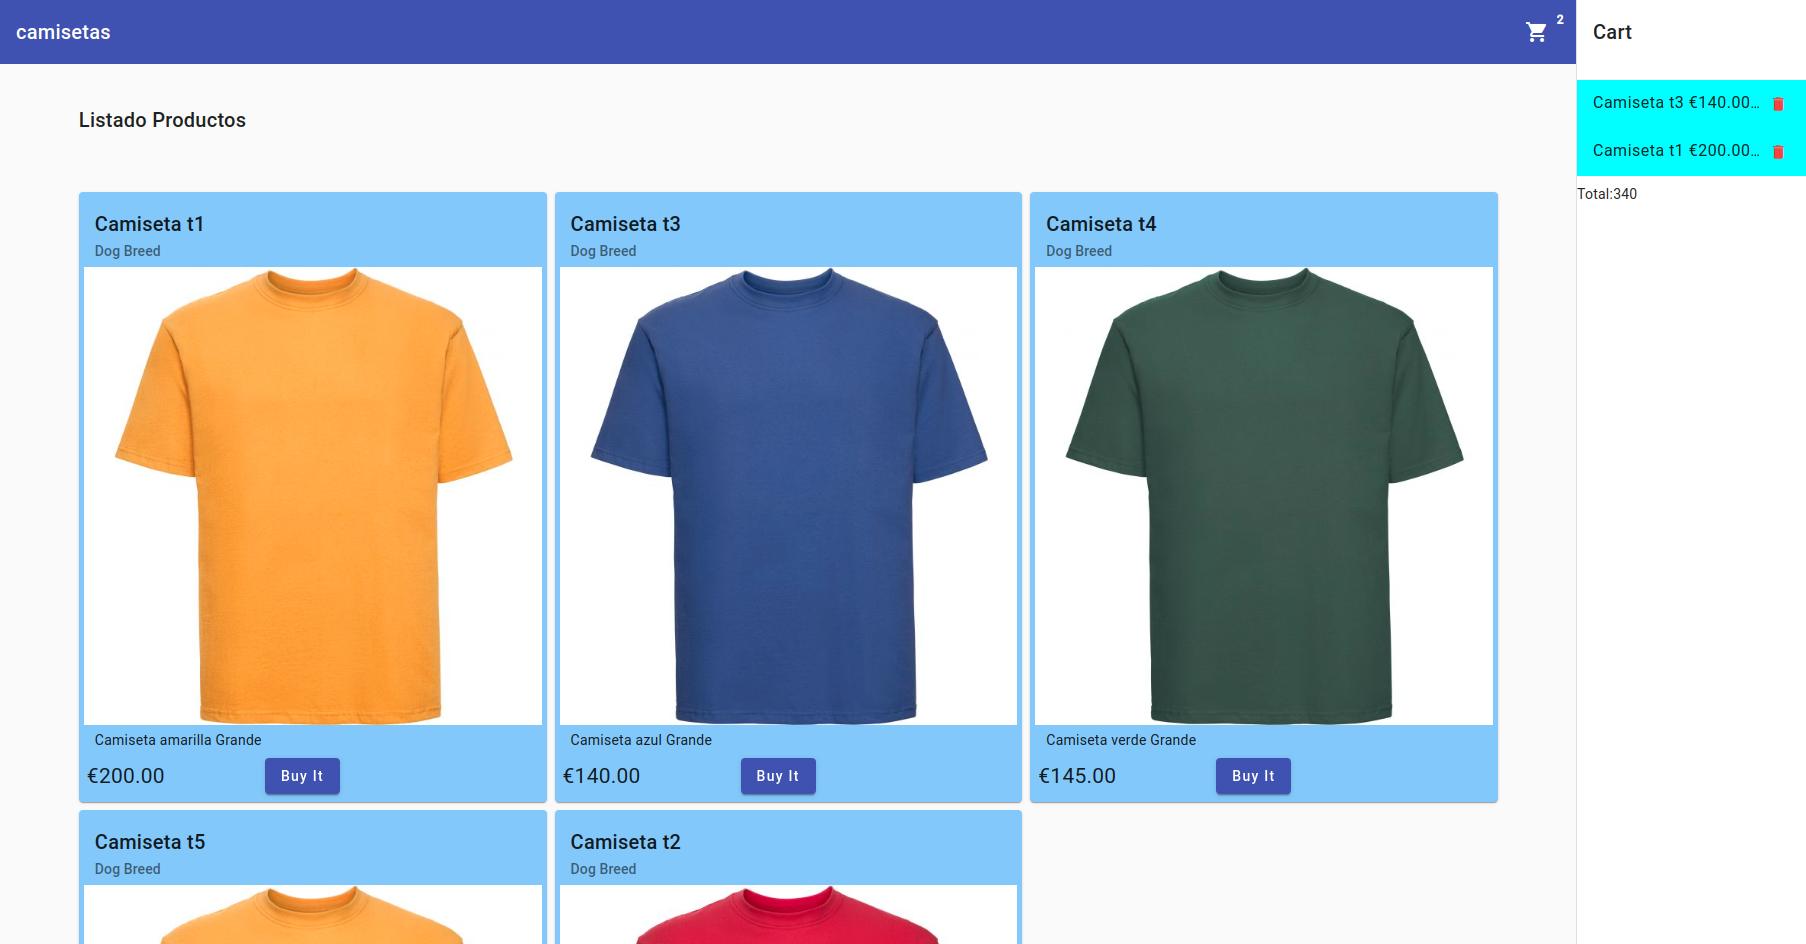 camisetas
2
Cart
Listado Productos
Camiseta t3 €140.00…
Camiseta t1 €200.00…
Total:340
Camiseta t1
Dog Breed
Camiseta amarilla Grande
€200.00
Buy It
Camiseta t3
Dog Breed
Camiseta azul Grande
€140.00
Buy It
Camiseta t4
Dog Breed
Camiseta verde Grande
€145.00
Buy It
Camiseta t5
Dog Breed
Camiseta t2
Dog Breed